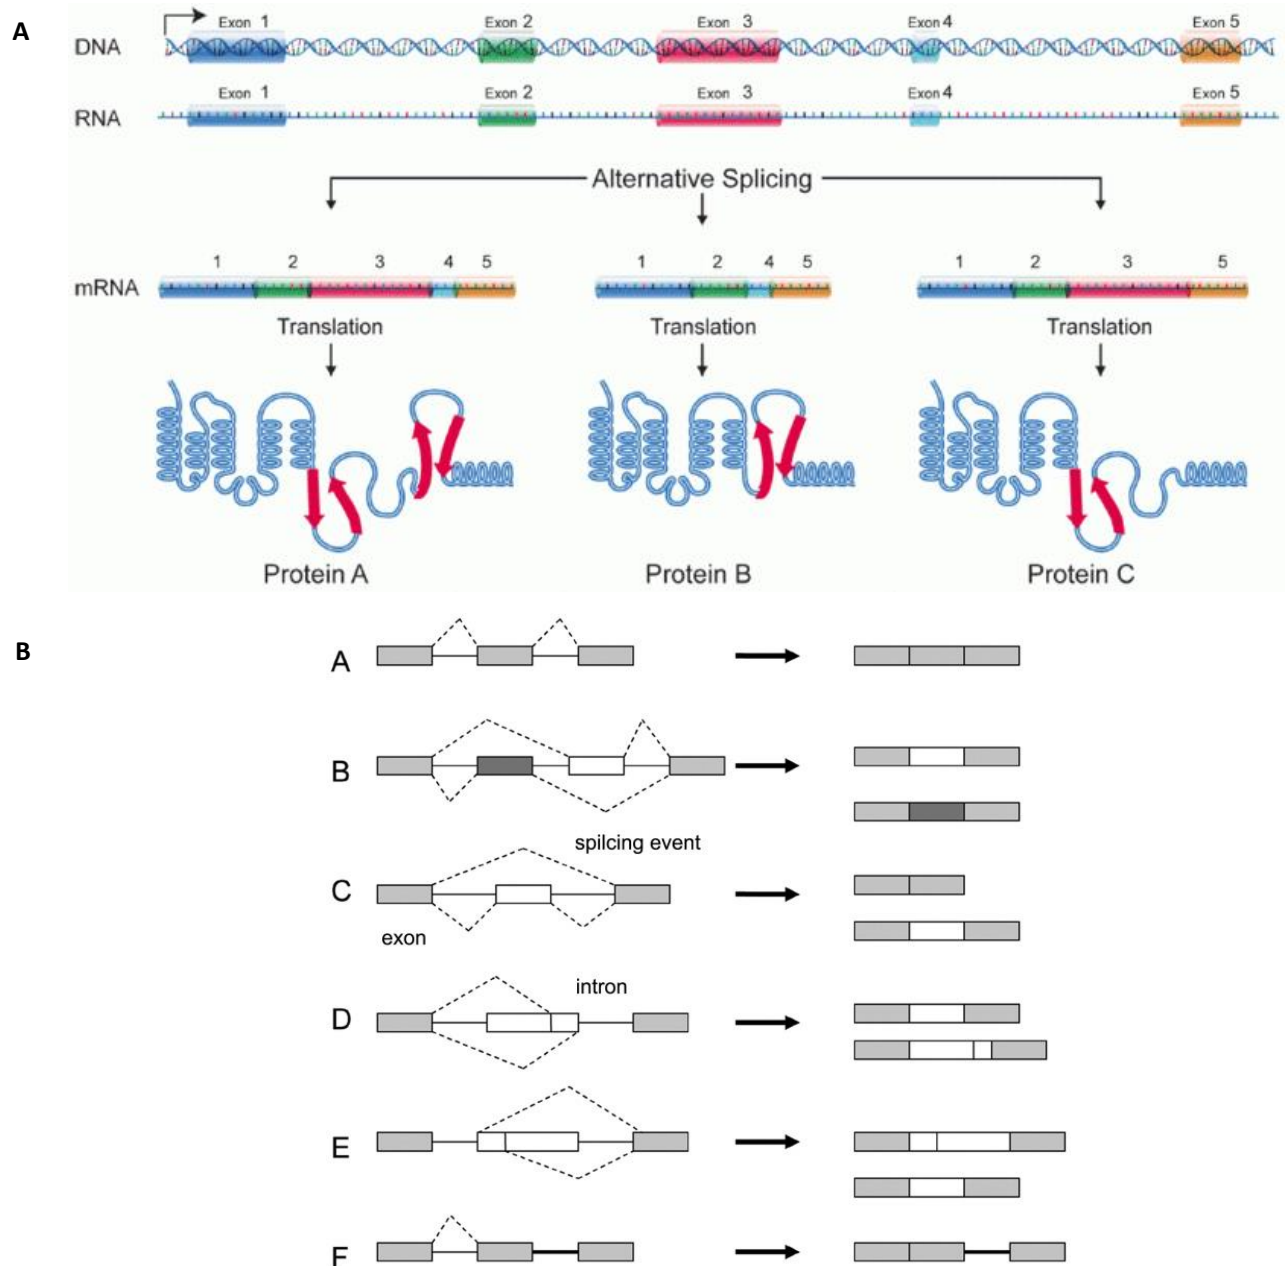 A
Exon 1 Exon 2 Exon 3 Exon 4 Exon 5
DNA
Exon 1 Exon 2 Exon 3 Exon 4 Exon 5
RNA
Alternative Splicing
1 2 3 4 5 1 2 4 5 1 2 3 5
mRNA
Translation Translation Translation
Protein A Protein B Protein C
B
A
B
spilcing event
C
exon
intron
D
E
F